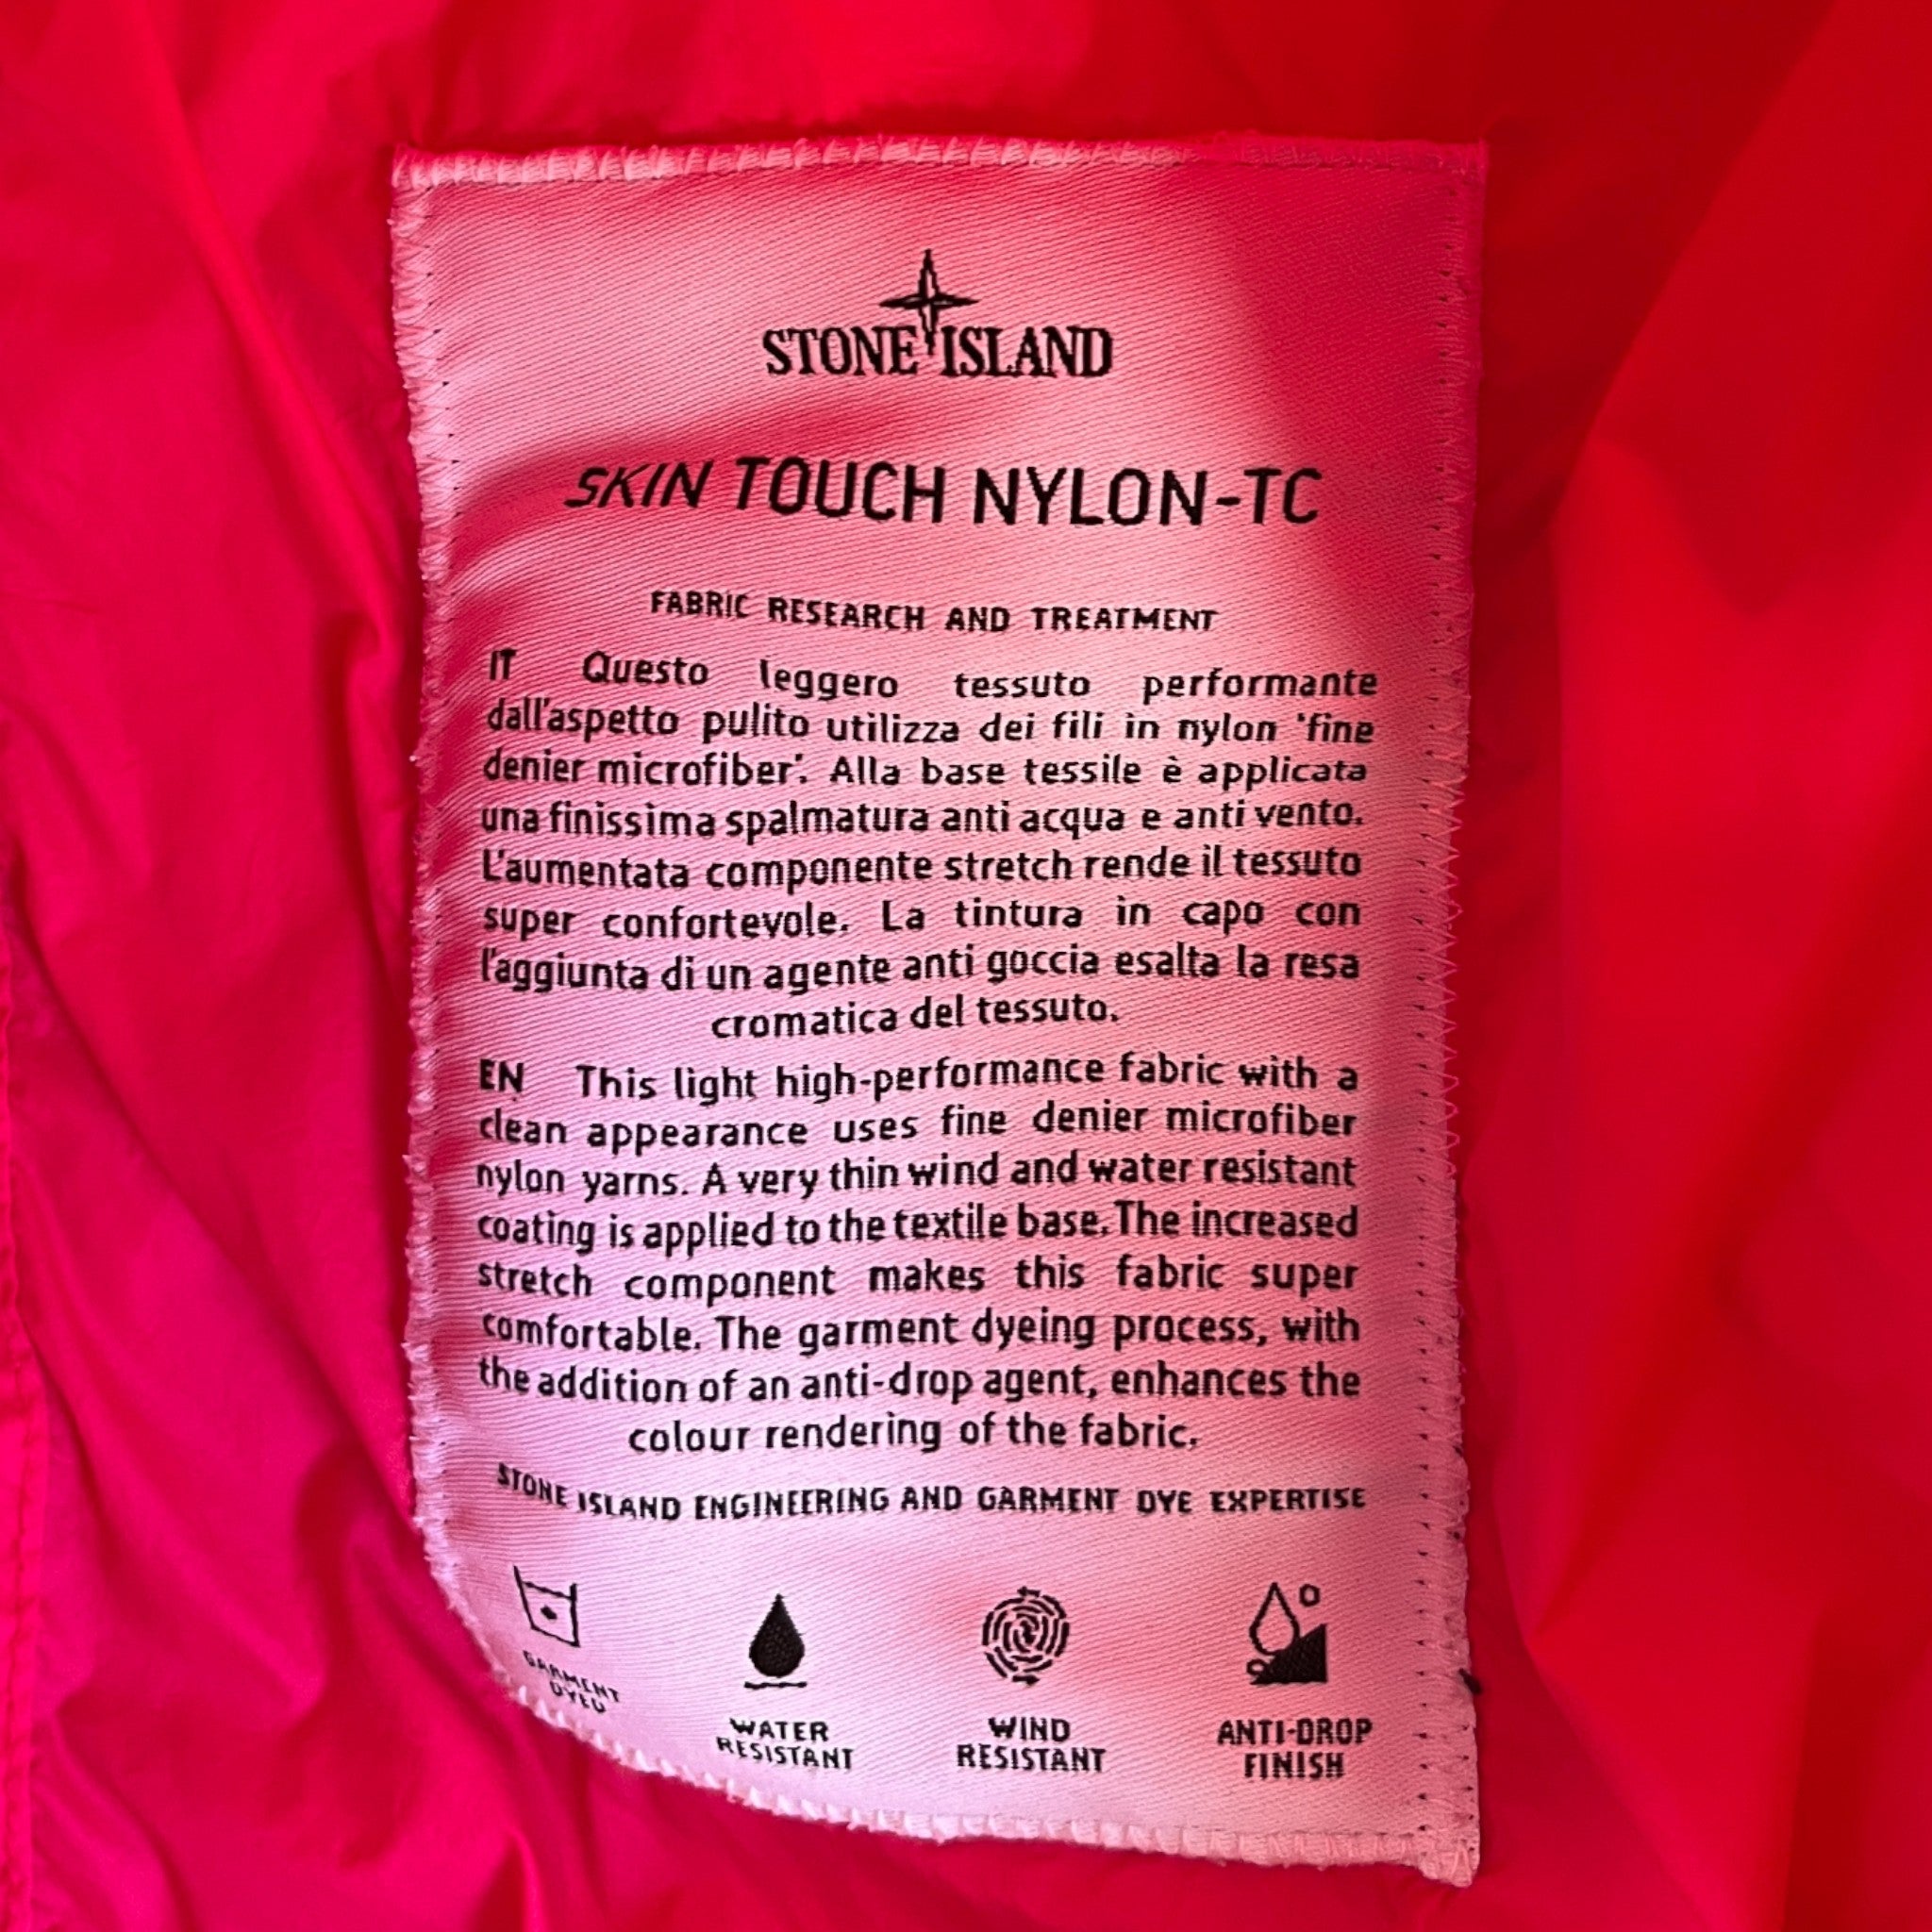 STONE ISLAND
SKIN TOUCH NYLON-TC
FABRIC RESEARCH AND TREATMENT
IT Questo leggero tessuto performante
dall'aspetto pulito utilizza dei fili in nylon 'fine
denier microfiber'. Alla base tessile è applicata
una finissima spalmatura anti acqua e anti vento.
L'aumentata componente stretch rende il tessuto
super confortevole. La tintura in capo con
l'aggiunta di un agente anti goccia esalta la resa
cromatica del tessuto.
EN This light high-performance fabric with a
clean appearance uses fine denier microfiber
nylon yarns. A very thin wind and water resistant
coating is applied to the textile base. The increased
stretch component makes this fabric super
comfortable. The garment dyeing process, with
the addition of an anti-drop agent, enhances the
colour rendering of the fabric.
STONE ISLAND ENGINEERING AND GARMENT DYE EXPERTISE
GARMENT
DYED
WATER
RESISTANT
WIND
RESISTANT
ANTI-DROP
FINISH